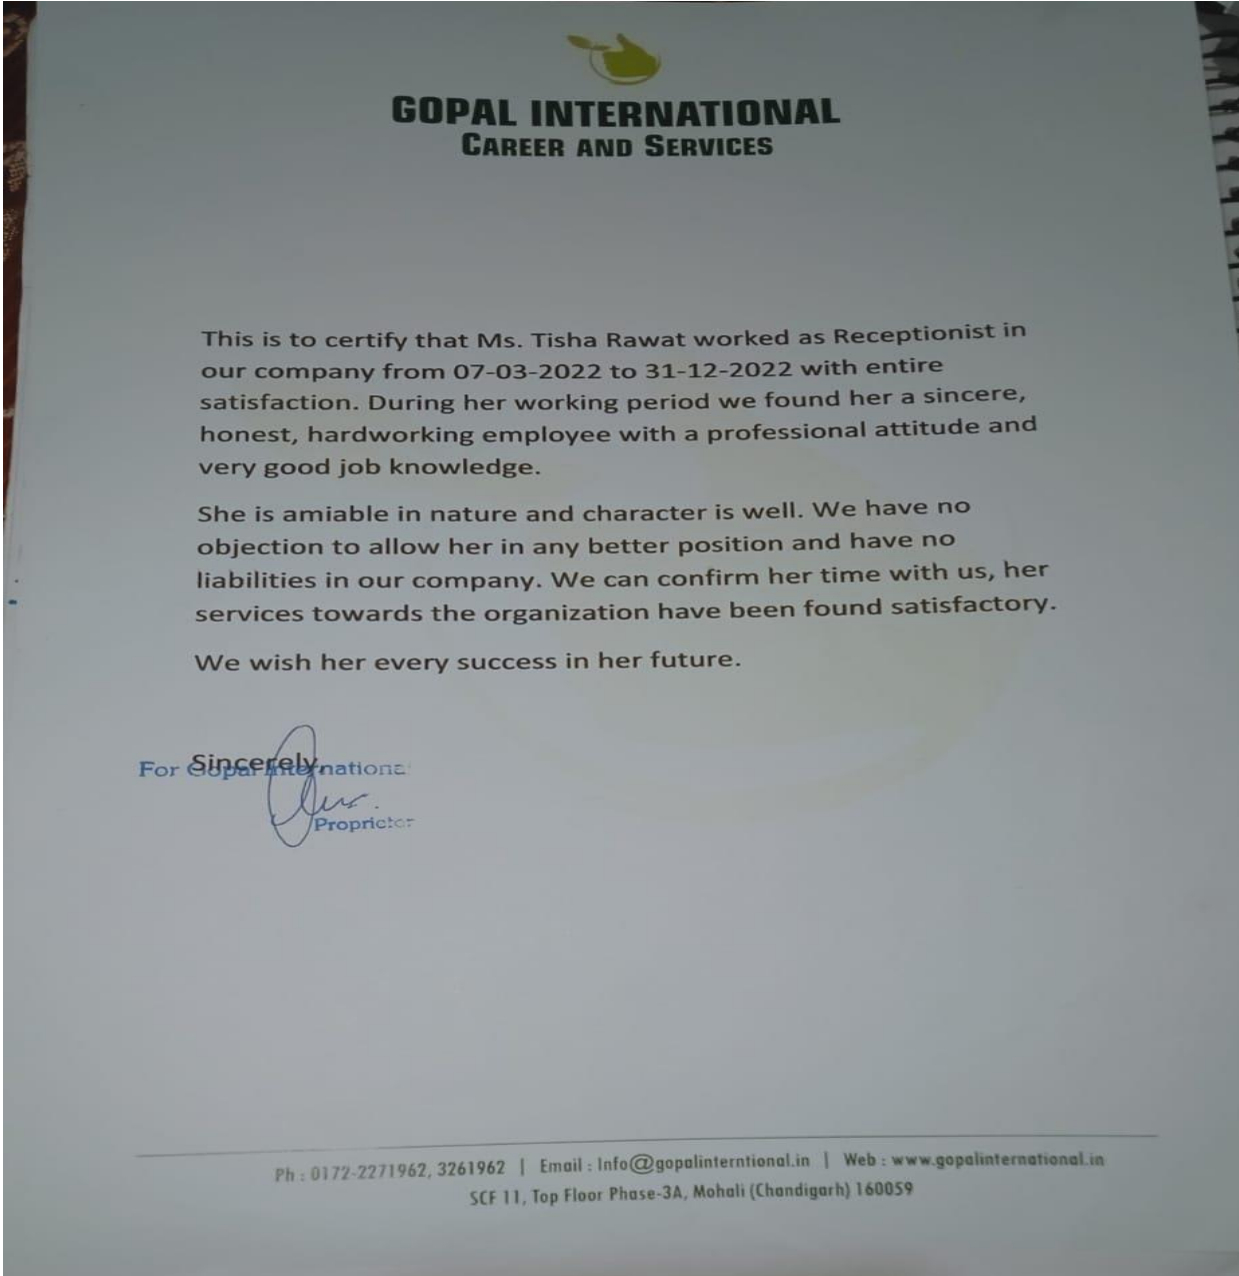 GOPAL INTERNATIONAL
CAREER AND SERVICES
This is to certify that Ms. Tisha Rawat worked as Receptionist in
our company from 07-03-2022 to 31-12-2022 with entire
satisfaction. During her working period we found her a sincere,
honest, hardworking employee with a professional attitude and
very good job knowledge.
She is amiable in nature and character is well. We have no
objection to allow her in any better position and have no
liabilities in our company. We can confirm her time with us, her
services towards the organization have been found satisfactory.
We wish her every success in her future.
Sincerely,
For Gopal Internationa
Proprietor
Ph : 0172-2271962, 3261962 | Email : Info@gopalinterntional.in | Web : www.gopalinternational.in
SCF 11, Top Floor Phase-3A, Mohali (Chandigarh) 160059